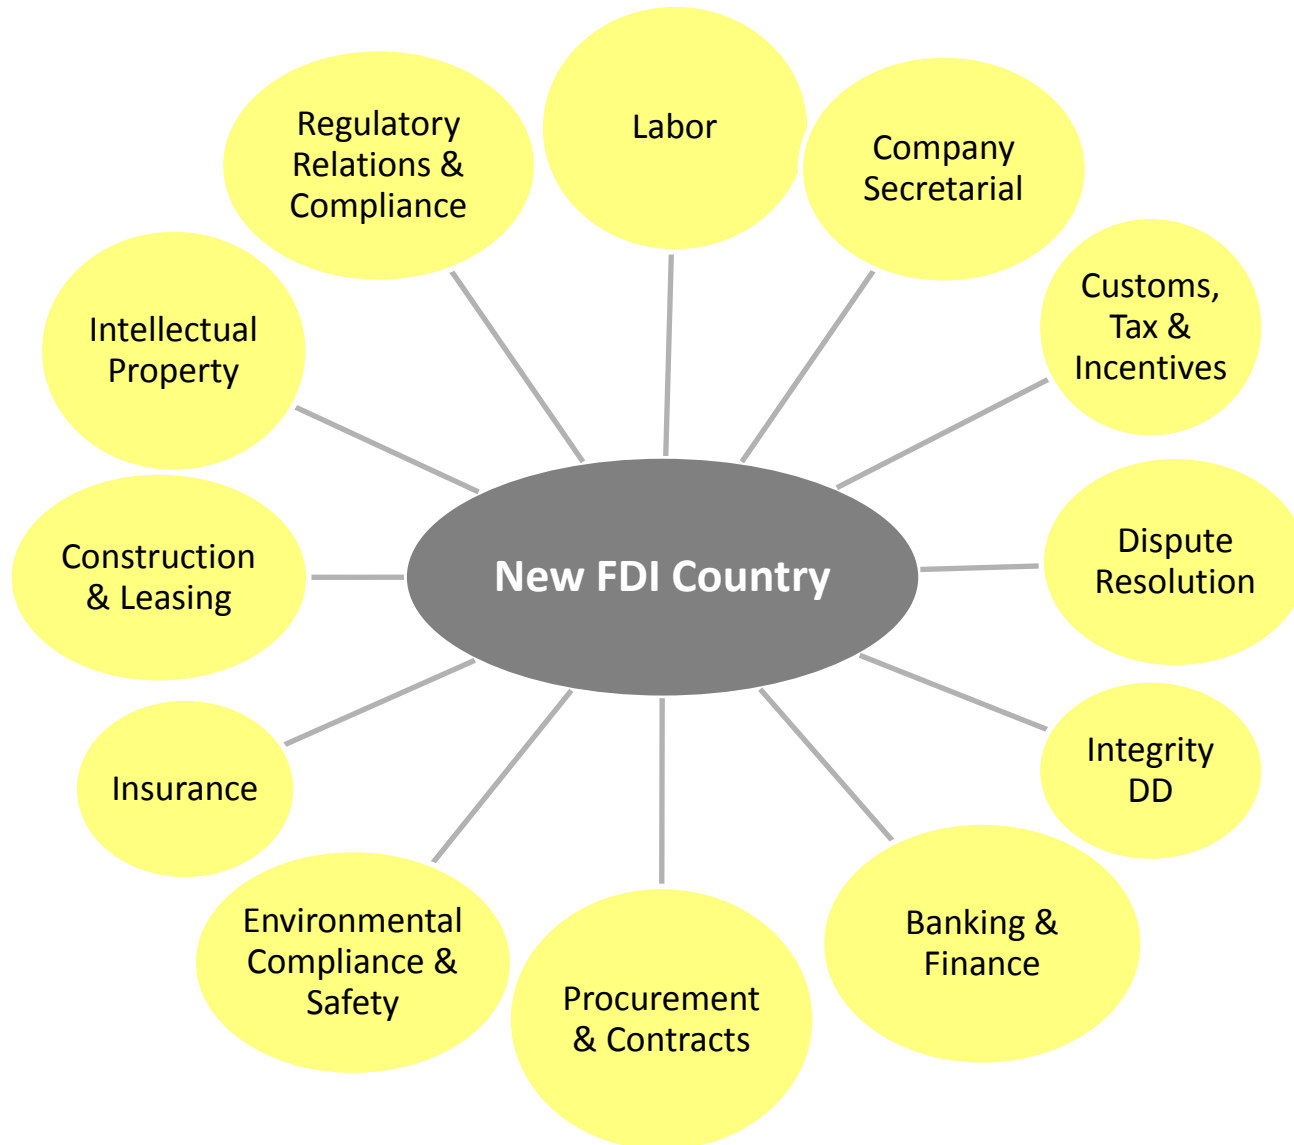 Labor
Company
Secretarial
Customs,
Tax &
Incentives
Dispute
Resolution
Integrity
DD
Banking &
Finance
Procurement
& Contracts
Environmental
Compliance &
Safety
Insurance
Construction
& Leasing
Intellectual
Property
Regulatory
Relations &
Compliance
New FDI Country